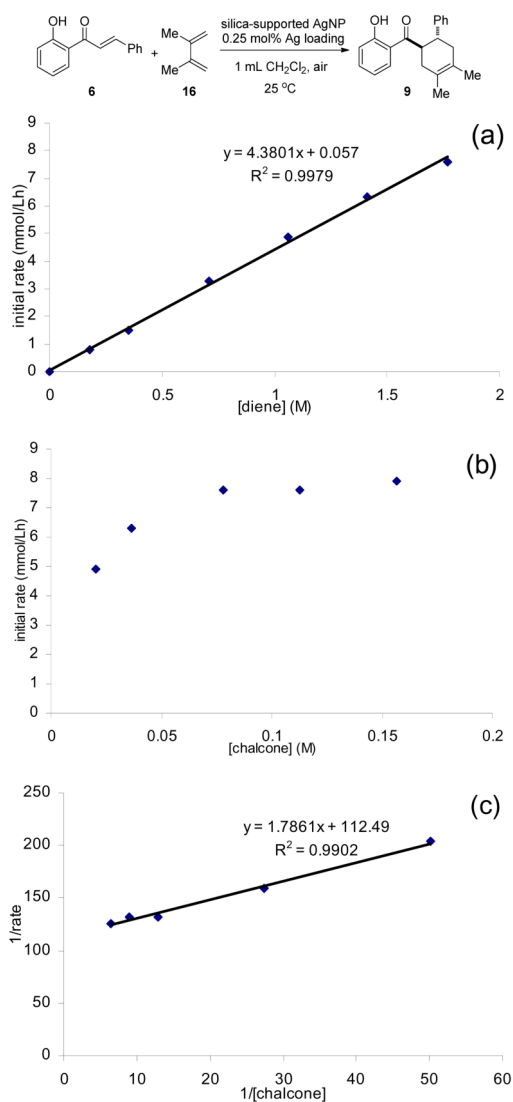 OH O Ph + Me Me silica-supported AgNP OH O Ph
0.25 mol% Ag loading
1 mL CH2Cl2, air
25 °C
Me
Me
6 16 9
(a)
9
8
7
6
5
4
3
2
1
0
initial rate (mmol/Lh)
y = 4.3801x + 0.057
R² = 0.9979
0 0.5 1 1.5 2
[diene] (M)
(b)
9
8
7
6
5
4
3
2
1
0
initial rate (mmol/Lh)
0 0.05 0.1 0.15 0.2
[chalcone] (M)
(c)
250
200
150
100
50
0
1/rate
y = 1.7861x + 112.49
R² = 0.9902
0 10 20 30 40 50 60
1/[chalcone]